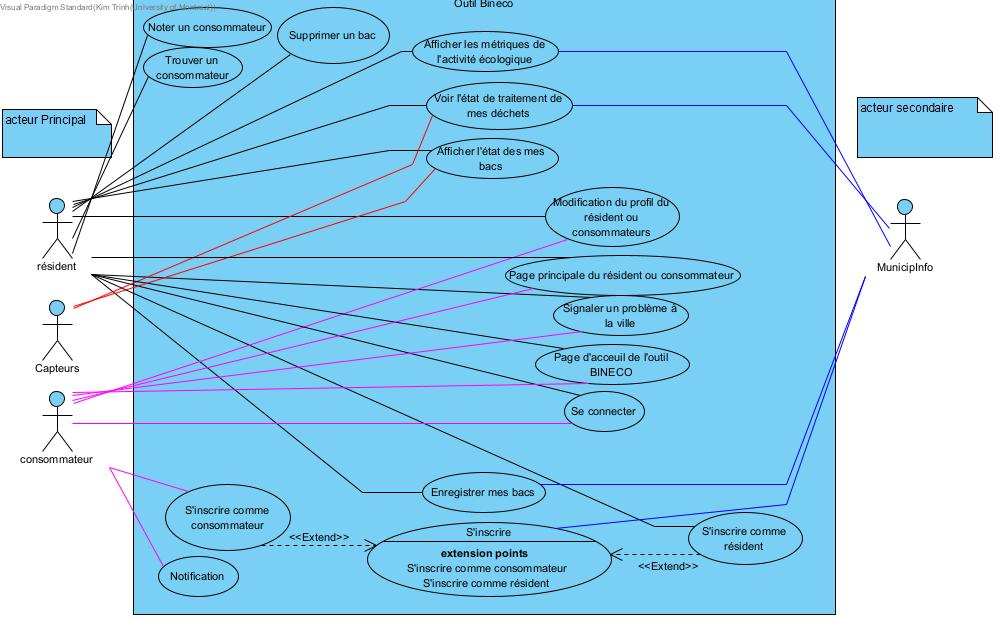 Visual Paradigm Standard(Kim Trinh(University of Montreal))
Outil Bineco
Noter un consommateur
Supprimer un bac
Trouver un
consommateur
Afficher les métriques de
l'activité écologique
Voir l'état de traitement de
mes déchets
Afficher l'état des mes
bacs
acteur Principal
acteur secondaire
résident
MunicipInfo
Capteurs
consommateur
Modification du profil du
résident ou
consommateurs
Page principale du résident ou consommateur
Signaler un problème à
la ville
Page d'acceuil de l'outil
BINECO
Se connecter
Enregistrer mes bacs
S'inscrire comme
consommateur
<<Extend>>
S'inscrire
extension points
S'inscrire comme consommateur
S'inscrire comme résident
S'inscrire comme
résident
<<Extend>>
Notification